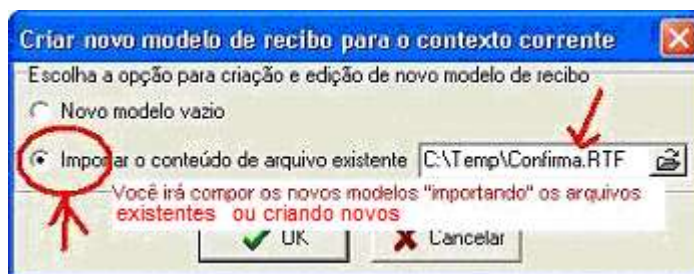 Criar novo modelo de recibo para o contexto corrente
Escolha a opção para criação e edição de novo modelo de recibo
Novo modelo vazio
Importar o conteúdo de arquivo existente C:\Temp\Confirma.RTF
Você irá compor os novos modelos "importando" os arquivos
existentes ou criando novos
OK Cancelar